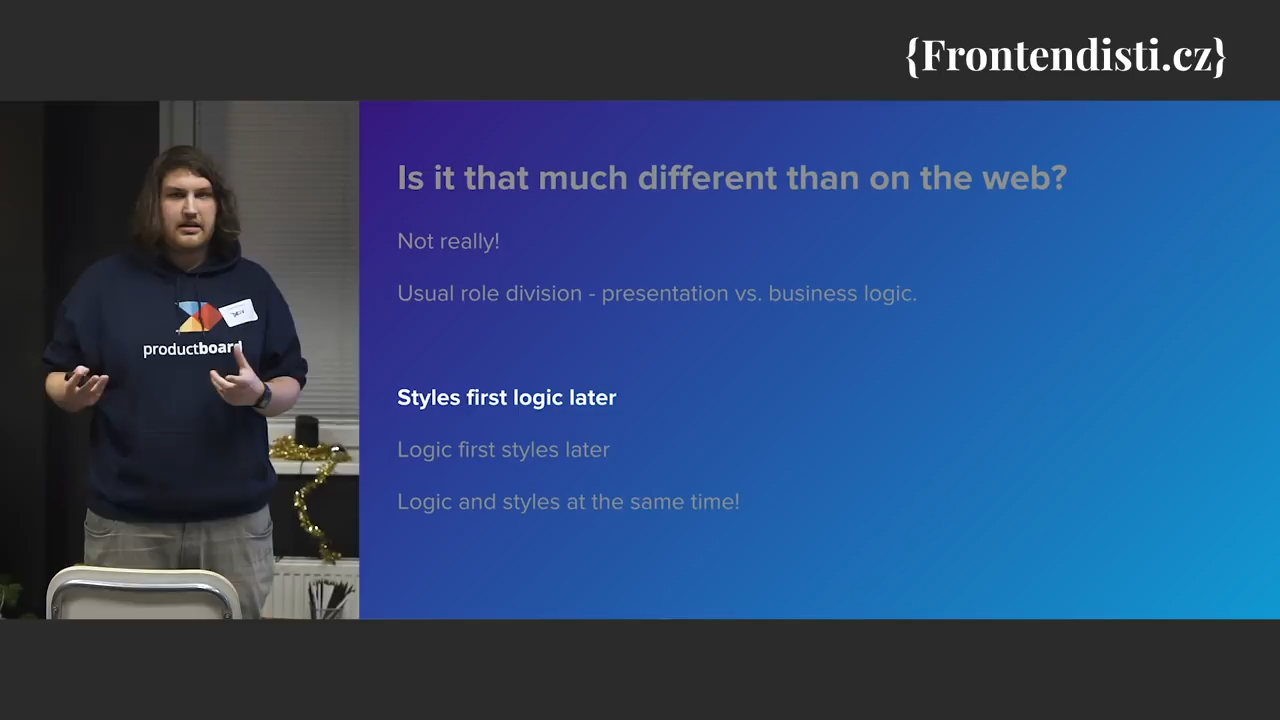 {Frontendisti.cz}
Is it that much different than on the web?
Not really!
Usual role division - presentation vs. business logic.
productboard
Styles first logic later
Logic first styles later
Logic and styles at the same time!